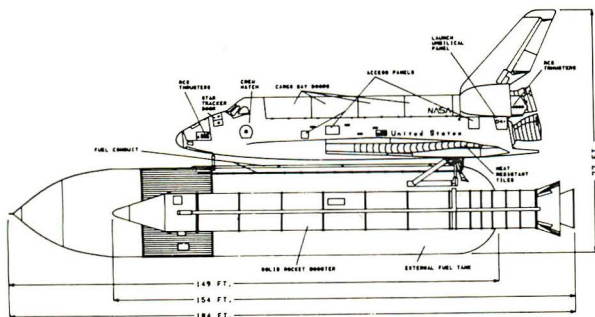 LAUNCH
UMBILICAL
PANEL
RCS
THRUSTERS
CREW
HATCH
CARGO BAY DOORS
ACCESS PANELS
RCS
THRUSTERS
STAR
TRACKER
DOOR
NASA
United States
FUEL CONDUIT
HEAT
RESISTANT
TILES
SOLID ROCKET BOOSTER
EXTERNAL FUEL TANK
149 FT.
154 FT.
184 FT.